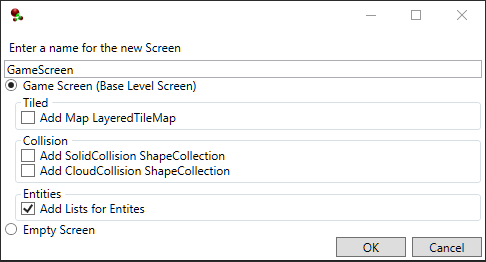 Enter a name for the new Screen
GameScreen
Game Screen (Base Level Screen)
Tiled
Add Map LayeredTileMap
Collision
Add SolidCollision ShapeCollection
Add CloudCollision ShapeCollection
Entities
Add Lists for Entites
Empty Screen
OK Cancel